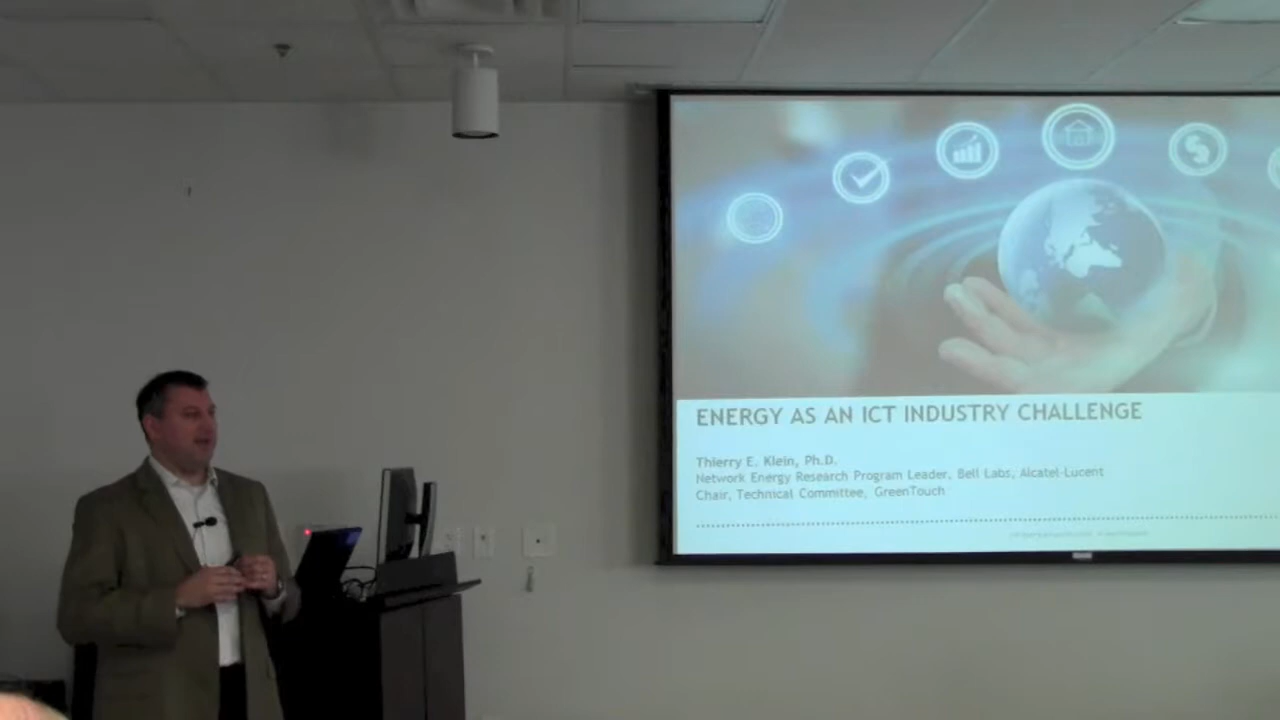 ENERGY AS AN ICT INDUSTRY CHALLENGE
Thierry E. Klein, Ph.D.
Network Energy Research Program Leader, Bell Labs, Alcatel-Lucent
Chair, Technical Committee, GreenTouch